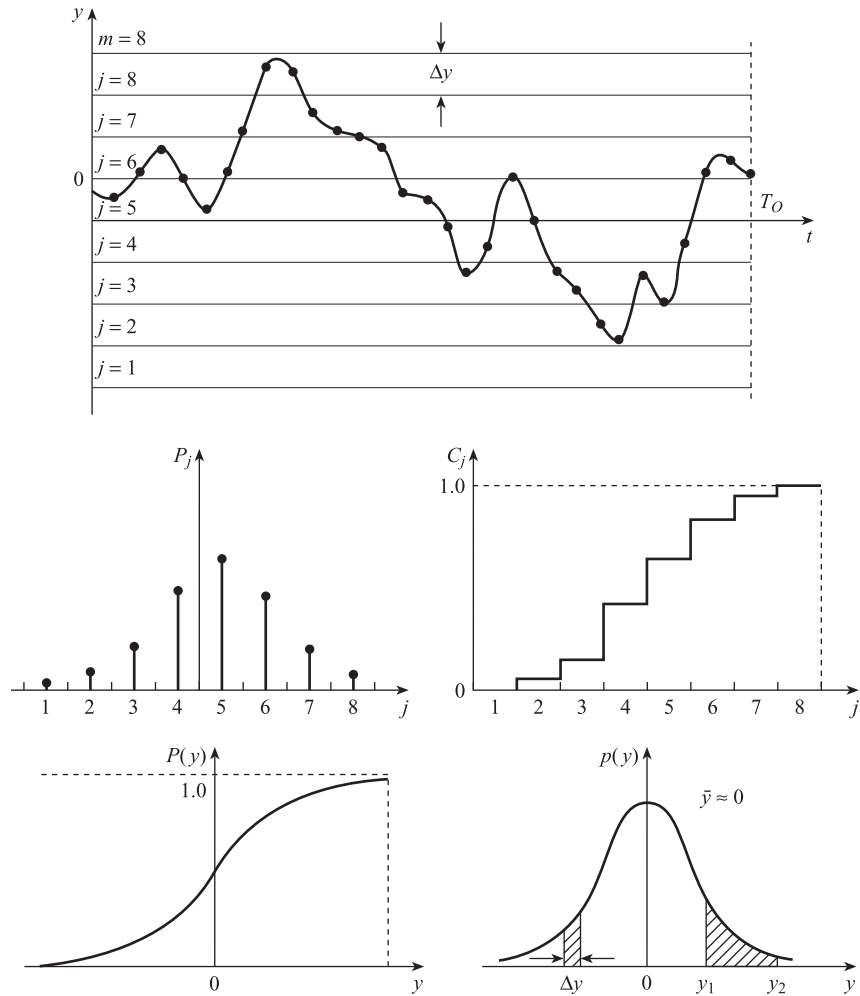 y
m = 8
j = 8
Δy
j = 7
j = 6
0
j = 5
T_O
t
j = 4
j = 3
j = 2
j = 1
P_j
1 2 3 4 5 6 7 8 j
C_j
1.0
0
1 2 3 4 5 6 7 8 j
P(y)
1.0
0 y
p(y)
ȳ ≈ 0
Δy 0 y₁ y₂ y